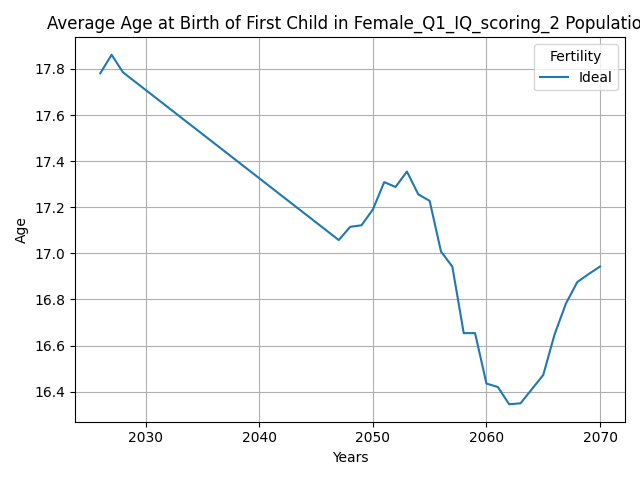 Average Age at Birth of First Child in Female_Q1_IQ_scoring_2 Populatio
Fertility
Ideal
17.8
17.6
17.4
17.2
17.0
16.8
16.6
16.4
Age
2030 2040 2050 2060 2070
Years